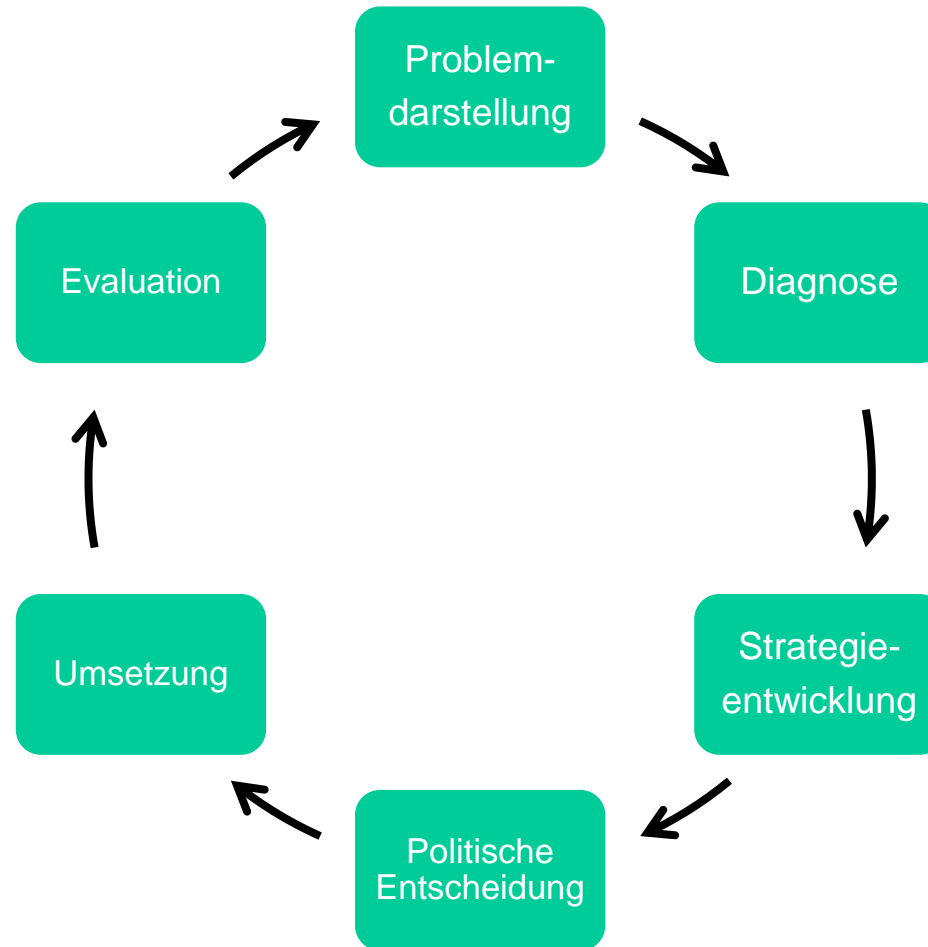 Problem-
darstellung
Diagnose
Strategie-
entwicklung
Politische
Entscheidung
Umsetzung
Evaluation